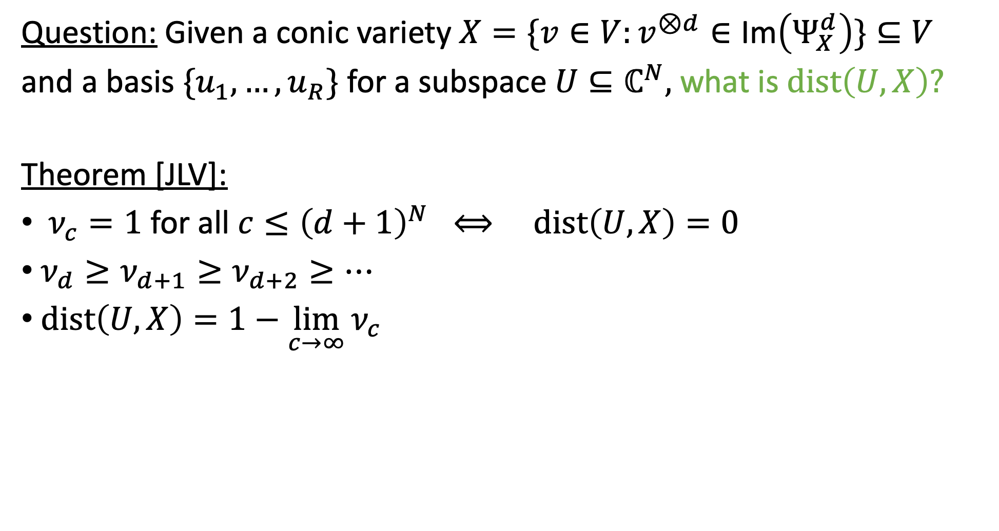 Question: Given a conic variety X = {v ∈ V: v^{⊗d} ∈ Im(Ψ_X^d)} ⊆ V
and a basis {u₁, …, u_R} for a subspace U ⊆ ℂ^N, what is dist(U, X)?
Theorem [JLV]:
• ν_c = 1 for all c ≤ (d + 1)^N ⟺ dist(U, X) = 0
• ν_d ≥ ν_{d+1} ≥ ν_{d+2} ≥ ⋯
• dist(U, X) = 1 − lim_{c→∞} ν_c